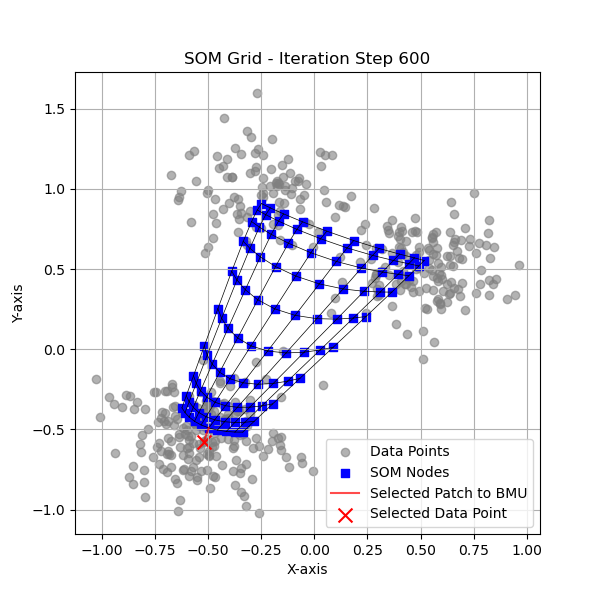 SOM Grid - Iteration Step 600
Y-axis
1.5
1.0
0.5
0.0
−0.5
−1.0
−1.00
−0.75
−0.50
−0.25
0.00
0.25
0.50
0.75
1.00
X-axis
Data Points
SOM Nodes
Selected Patch to BMU
Selected Data Point